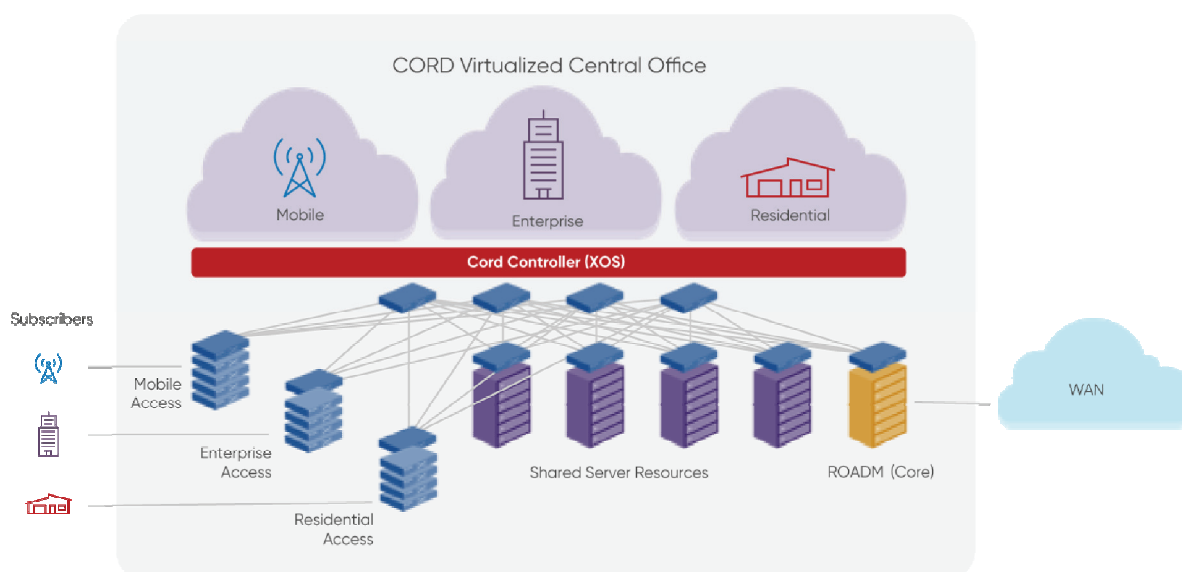 CORD Virtualized Central Office
Mobile
Enterprise
Residential
Cord Controller (XOS)
Subscribers
Mobile
Access
Enterprise
Access
Residential
Access
Shared Server Resources
ROADM (Core)
WAN